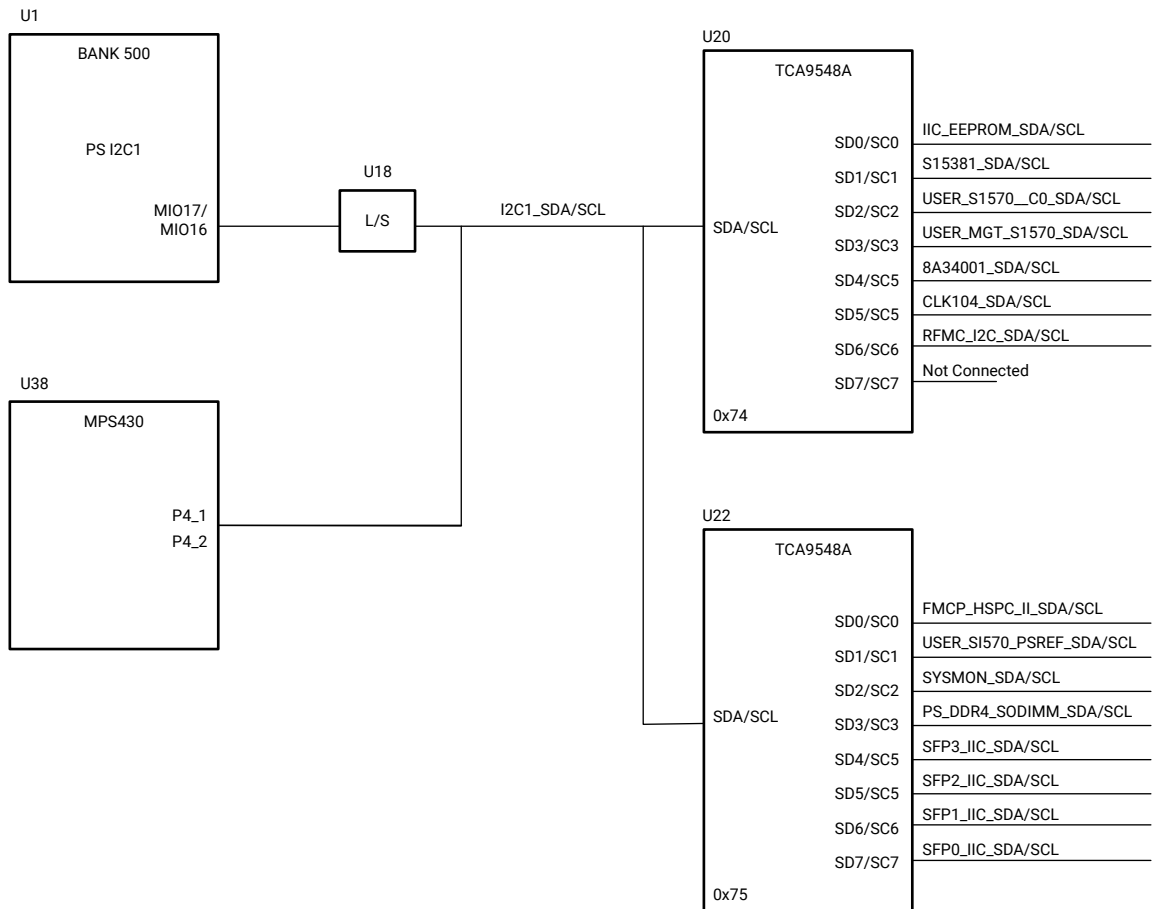 U1
BANK 500
PS I2C1
MIO17/
MIO16
U18
L/S
I2C1_SDA/SCL
U38
MPS430
P4_1
P4_2
U20
TCA9548A
SDA/SCL
SD0/SC0
IIC_EEPROM_SDA/SCL
SD1/SC1
S15381_SDA/SCL
SD2/SC2
USER_S1570__C0_SDA/SCL
SD3/SC3
USER_MGT_S1570_SDA/SCL
SD4/SC5
8A34001_SDA/SCL
SD5/SC5
CLK104_SDA/SCL
SD6/SC6
RFMC_I2C_SDA/SCL
SD7/SC7
Not Connected
0x74
U22
TCA9548A
SDA/SCL
SD0/SC0
FMCP_HSPC_II_SDA/SCL
SD1/SC1
USER_SI570_PSREF_SDA/SCL
SD2/SC2
SYSMON_SDA/SCL
SD3/SC3
PS_DDR4_SODIMM_SDA/SCL
SD4/SC5
SFP3_IIC_SDA/SCL
SD5/SC5
SFP2_IIC_SDA/SCL
SD6/SC6
SFP1_IIC_SDA/SCL
SD7/SC7
SFP0_IIC_SDA/SCL
0x75